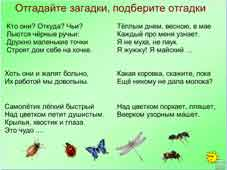 Отгадайте загадки, подберите отгадки
Кто они? Откуда? Чьи?
Льются чёрные ручьи:
Дружно маленькие точки
Строят дом себе на кочке.
Хоть они и жалят больно,
Их работой мы довольны.
Самолётик лёгкий быстрый
Над цветком петит душистым.
Крылья, хвостик и глаза.
Это чудо ….
Тёплым днем, весною, в мае
Каждый про меня узнает.
Я не муха, не паук.
Я жужжу! Я майский …
Какая коровка, скажите, пока
Ещё никому не дала молока?
Над цветком порхает, пляшет,
Веерком узорным машет.